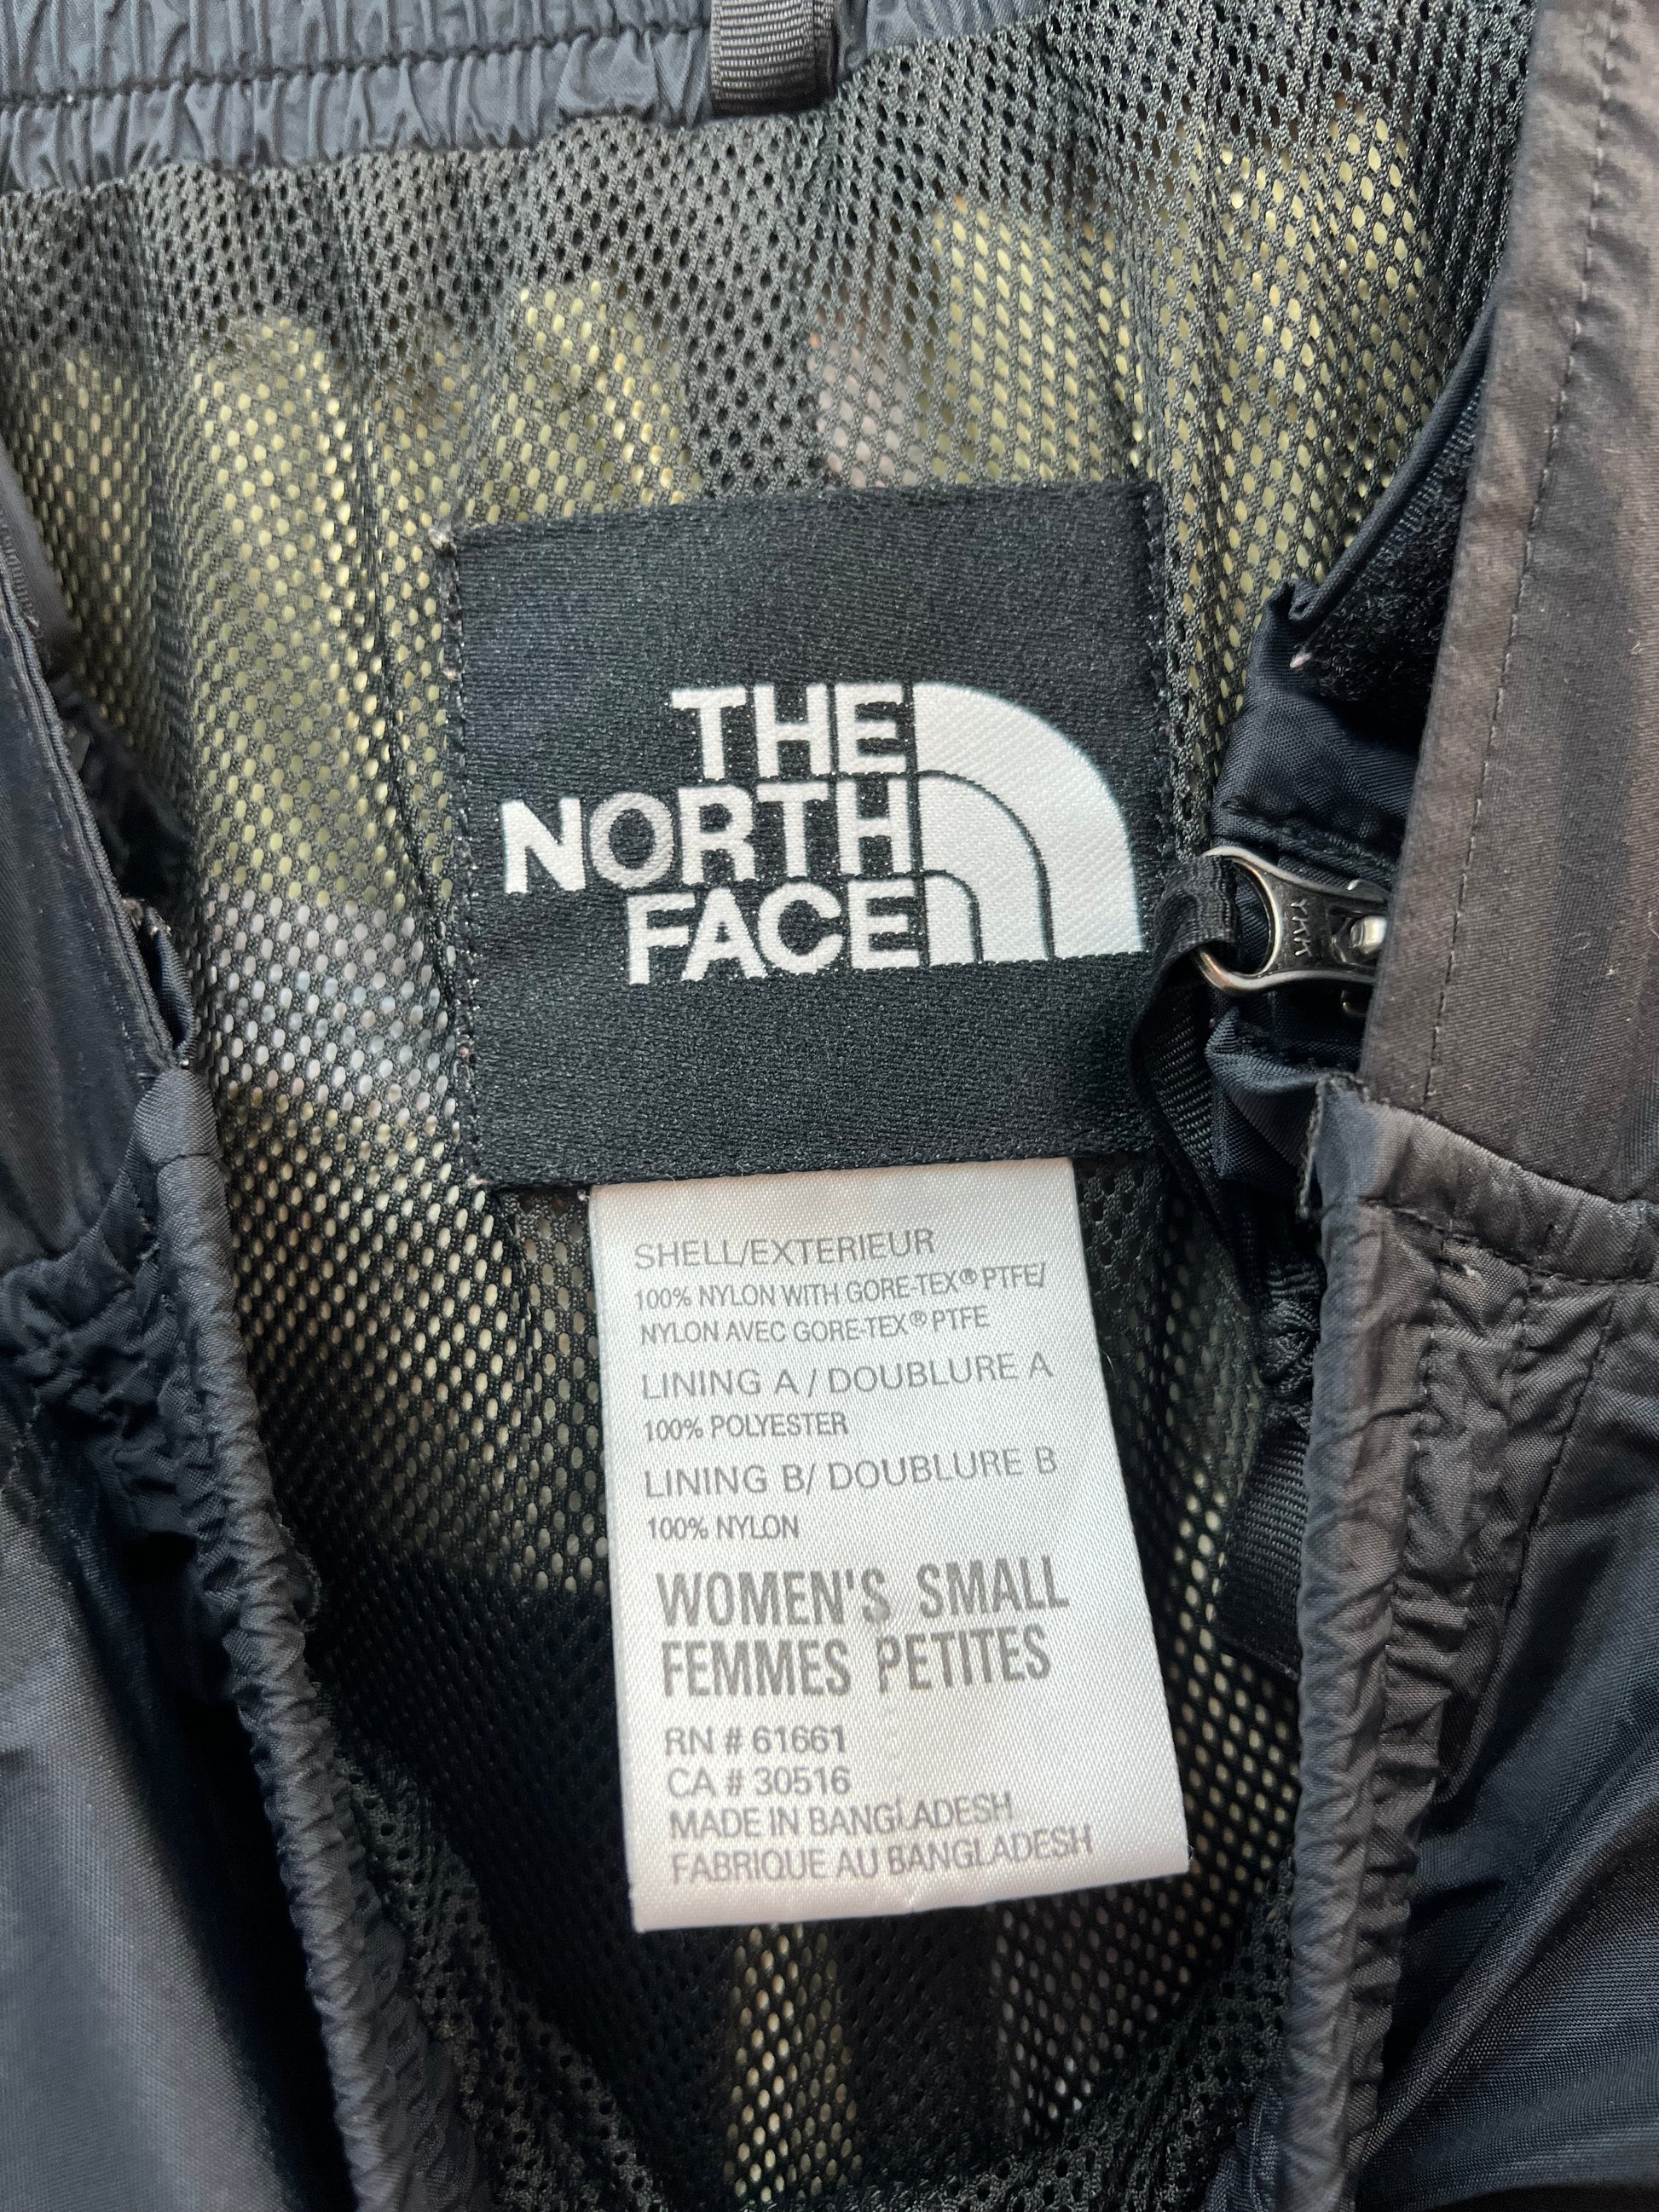 THE
NORTH
FACE
YKK
SHELL/EXTERIEUR
100% NYLON WITH GORE-TEX® PTFE/
NYLON AVEC GORE-TEX® PTFE
LINING A / DOUBLURE A
100% POLYESTER
LINING B/ DOUBLURE B
100% NYLON
WOMEN'S SMALL
FEMMES PETITES
RN # 61661
CA # 30516
MADE IN BANGLADESH
FABRIQUE AU BANGLADESH